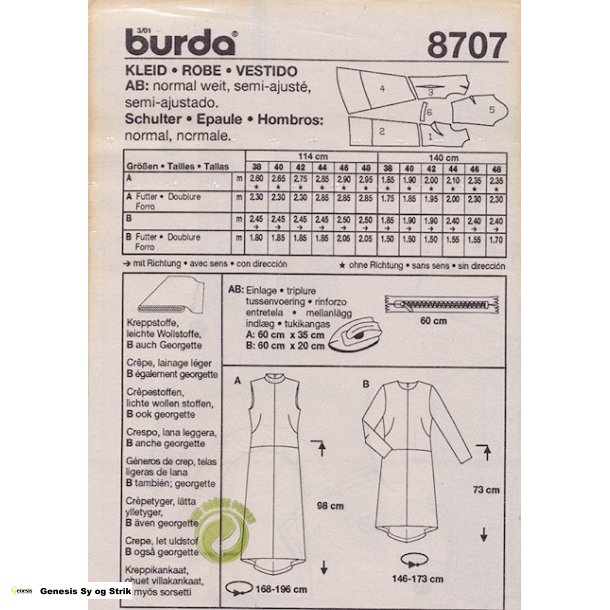 3/01
burda®
8707
KLEID • ROBE • VESTIDO
AB: normal weit, semi-ajusté,
semi-ajustado.
Schulter • Epaule • Hombros:
normal, normale.
4
3
6
5
2
1
114 cm 140 cm
Größen • Tailles • Tallas 38 40 42 44 46 48 38 40 42 44 46 48
A m 2.60 2.65 2.75 2.85 2.90 2.95 1.85 1.90 2.00 2.10 2.35 2.35
★ ★ ★ ★ ★ ★ ★ ★ ★ ★ ★ ★
A Futter • Doublure m 2.30 2.30 2.30 2.85 2.85 2.85 1.75 1.85 1.95 2.00 2.30 2.30
Forro
B m 2.45 2.45 2.45 2.45 2.50 2.50 1.85 1.90 1.90 2.40 2.40 2.40
→ → → → → → → → → → → →
B Futter • Doublure m 1.80 1.85 1.85 1.85 2.05 2.05 1.50 1.50 1.50 1.55 1.55 1.70
Forro
→ mit Richtung • avec sens • con dirección ★ ohne Richtung • sans sens • sin dirección
Kreppstoffe,
leichte Wollstoffe,
B auch Georgette
Crêpe, lainage léger
B également georgette
Crêpestoffen,
lichte wollen stoffen,
B ook georgette
Crespo, lana leggera,
B anche georgette
Géneros de crep, telas
ligeras de lana
B también; georgette
Crèpetyger, lätta
ylletyger,
B även georgette
Crepe, let uldstof
B også georgette
Kreppikankaat,
ohuet villakankaat,
B myös sorsetti
AB: Einlage • triplure
tussenvoering • rinforzo
entretela • mellanlägg
indlæg • tukikangas
A: 60 cm x 35 cm
B: 60 cm x 20 cm
60 cm
A
98 cm
168-196 cm
B
73 cm
146-173 cm
Genesis Genesis Sy og Strik